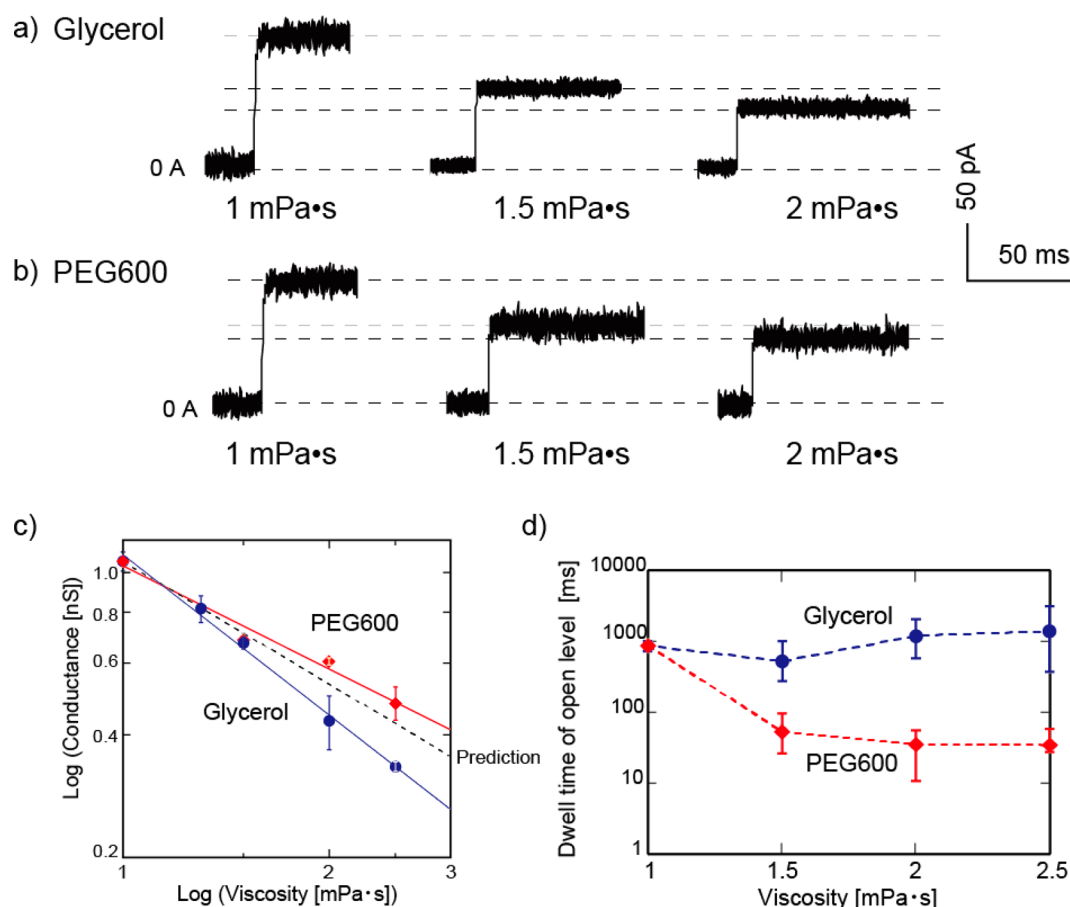 a) Glycerol
0 A
1 mPa•s
1.5 mPa•s
2 mPa•s
50 pA
50 ms
b) PEG600
0 A
1 mPa•s
1.5 mPa•s
2 mPa•s
c)
Log (Conductance [nS])
1.0
0.8
0.6
0.4
0.2
PEG600
Glycerol
Prediction
1
2
3
Log (Viscosity [mPa•s])
d)
Dwell time of open level [ms]
10000
1000
100
10
1
Glycerol
PEG600
1
1.5
2
2.5
Viscosity [mPa•s]